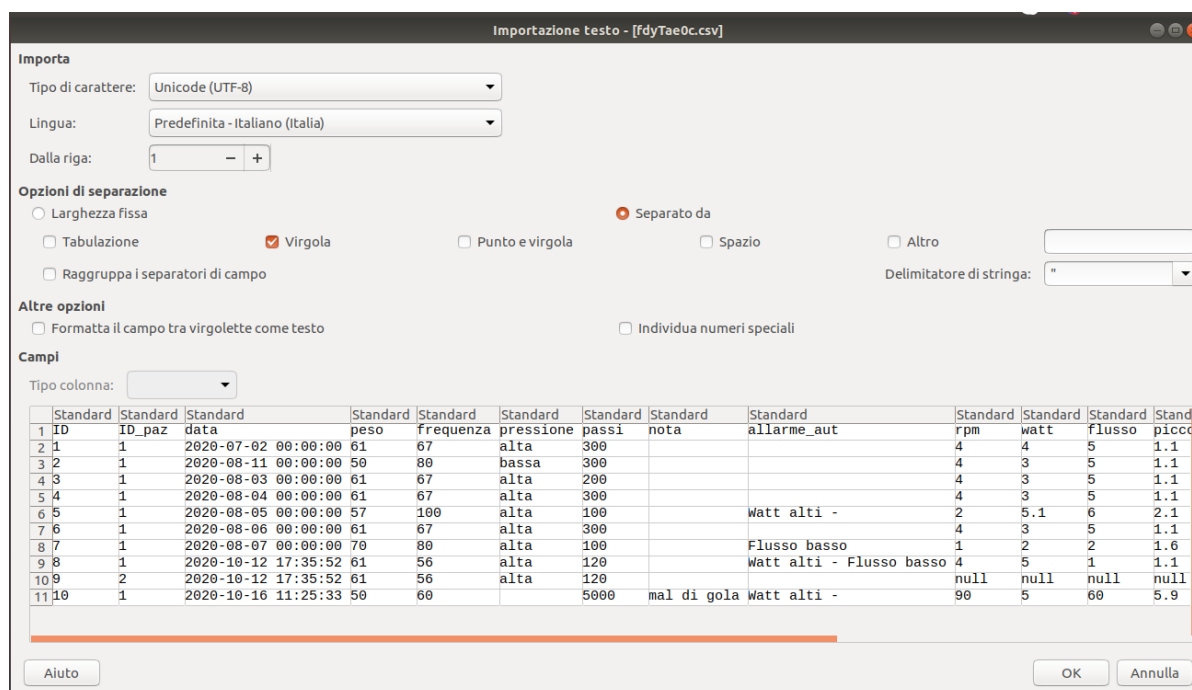 Importazione testo - [fdyTae0c.csv]
Importa
Tipo di carattere: Unicode (UTF-8)
Lingua: Predefinita - Italiano (Italia)
Dalla riga: 1 − +
Opzioni di separazione
Larghezza fissa Separato da
Tabulazione Virgola Punto e virgola Spazio Altro
Raggruppa i separatori di campo Delimitatore di stringa: "
Altre opzioni
Formatta il campo tra virgolette come testo Individua numeri speciali
Campi
Tipo colonna:
Standard Standard Standard Standard Standard Standard Standard Standard Standard Standard Standard Standard Stand
1 ID ID_paz data peso frequenza pressione passi nota allarme_aut rpm watt flusso picco
2 1 1 2020-07-02 00:00:00 61 67 alta 300 4 4 5 1.1
3 2 1 2020-08-11 00:00:00 50 80 bassa 300 4 3 5 1.1
4 3 1 2020-08-03 00:00:00 61 67 alta 200 4 3 5 1.1
5 4 1 2020-08-04 00:00:00 61 67 alta 300 4 3 5 1.1
6 5 1 2020-08-05 00:00:00 57 100 alta 100 Watt alti - 2 5.1 6 2.1
7 6 1 2020-08-06 00:00:00 61 67 alta 300 4 3 5 1.1
8 7 1 2020-08-07 00:00:00 70 80 alta 100 Flusso basso 1 2 2 1.6
9 8 1 2020-10-12 17:35:52 61 56 alta 120 Watt alti - Flusso basso 4 5 1 1.1
10 9 2 2020-10-12 17:35:52 61 56 alta 120 null null null null
11 10 1 2020-10-16 11:25:33 50 60 5000 mal di gola Watt alti - 90 5 60 5.9
Aiuto OK Annulla